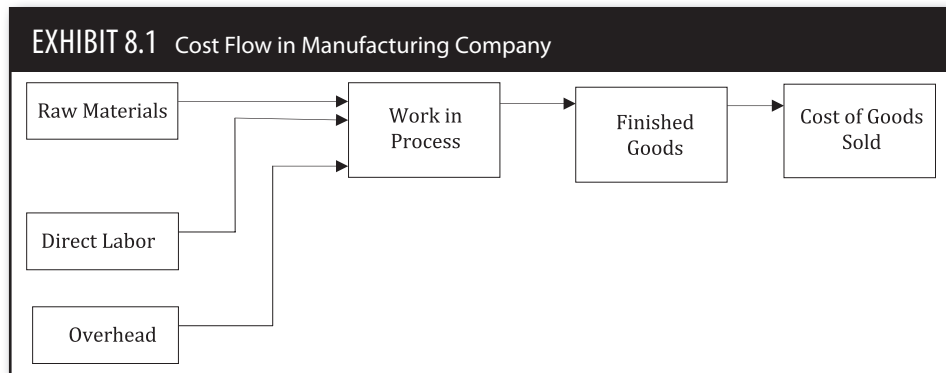 EXHIBIT 8.1 Cost Flow in Manufacturing Company
Raw Materials
Work in
Process
Finished
Goods
Cost of Goods
Sold
Direct Labor
Overhead